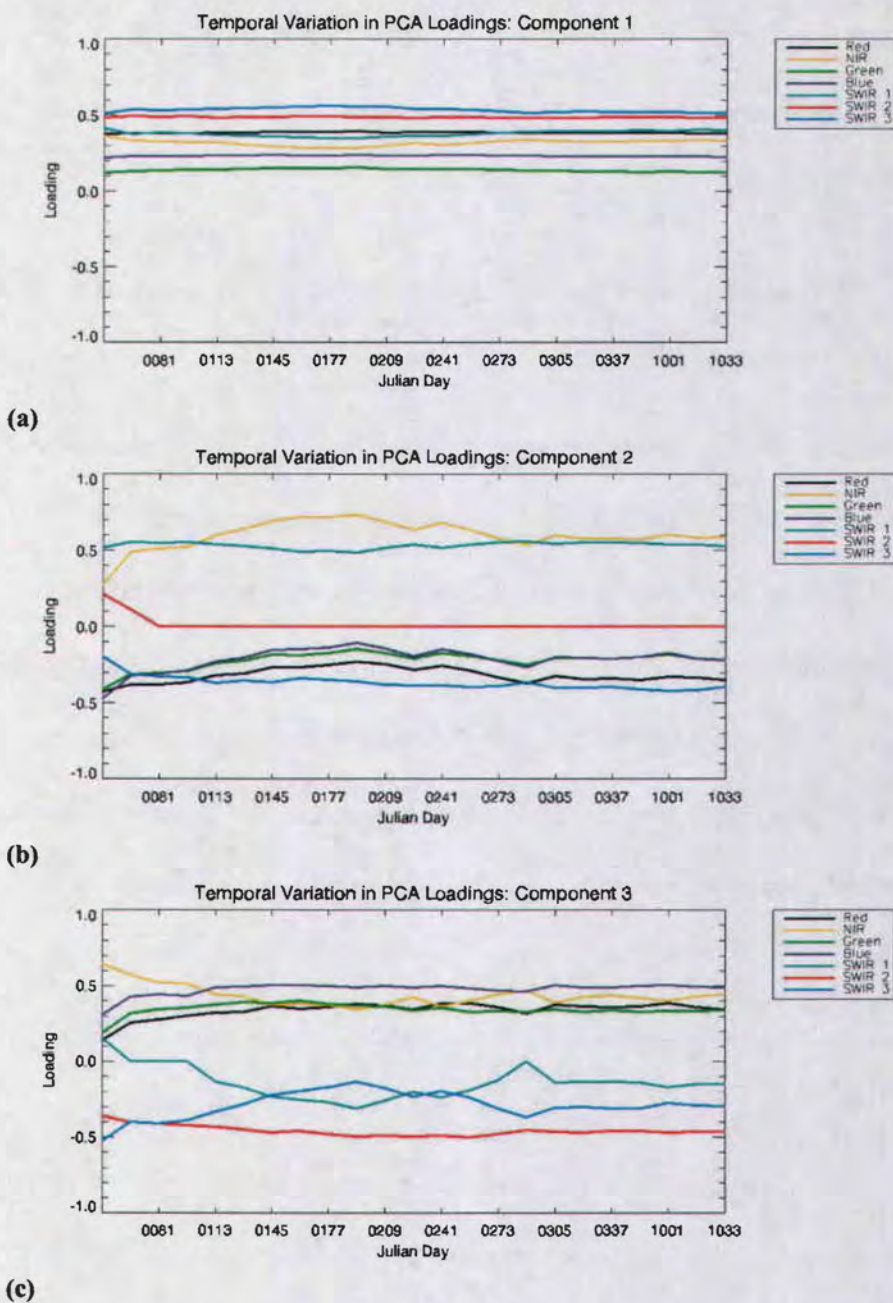 Temporal Variation in PCA Loadings: Component 1
1.0
0.5
0.0
-0.5
-1.0
Loading
0081 0113 0145 0177 0209 0241 0273 0305 0337 1001 1033
Julian Day
Red
NIR
Green
Blue
SWIR 1
SWIR 2
SWIR 3
(a)
Temporal Variation in PCA Loadings: Component 2
1.0
0.5
0.0
-0.5
-1.0
Loading
0081 0113 0145 0177 0209 0241 0273 0305 0337 1001 1033
Julian Day
Red
NIR
Green
Blue
SWIR 1
SWIR 2
SWIR 3
(b)
Temporal Variation in PCA Loadings: Component 3
1.0
0.5
0.0
-0.5
-1.0
Loading
0081 0113 0145 0177 0209 0241 0273 0305 0337 1001 1033
Julian Day
Red
NIR
Green
Blue
SWIR 1
SWIR 2
SWIR 3
(c)